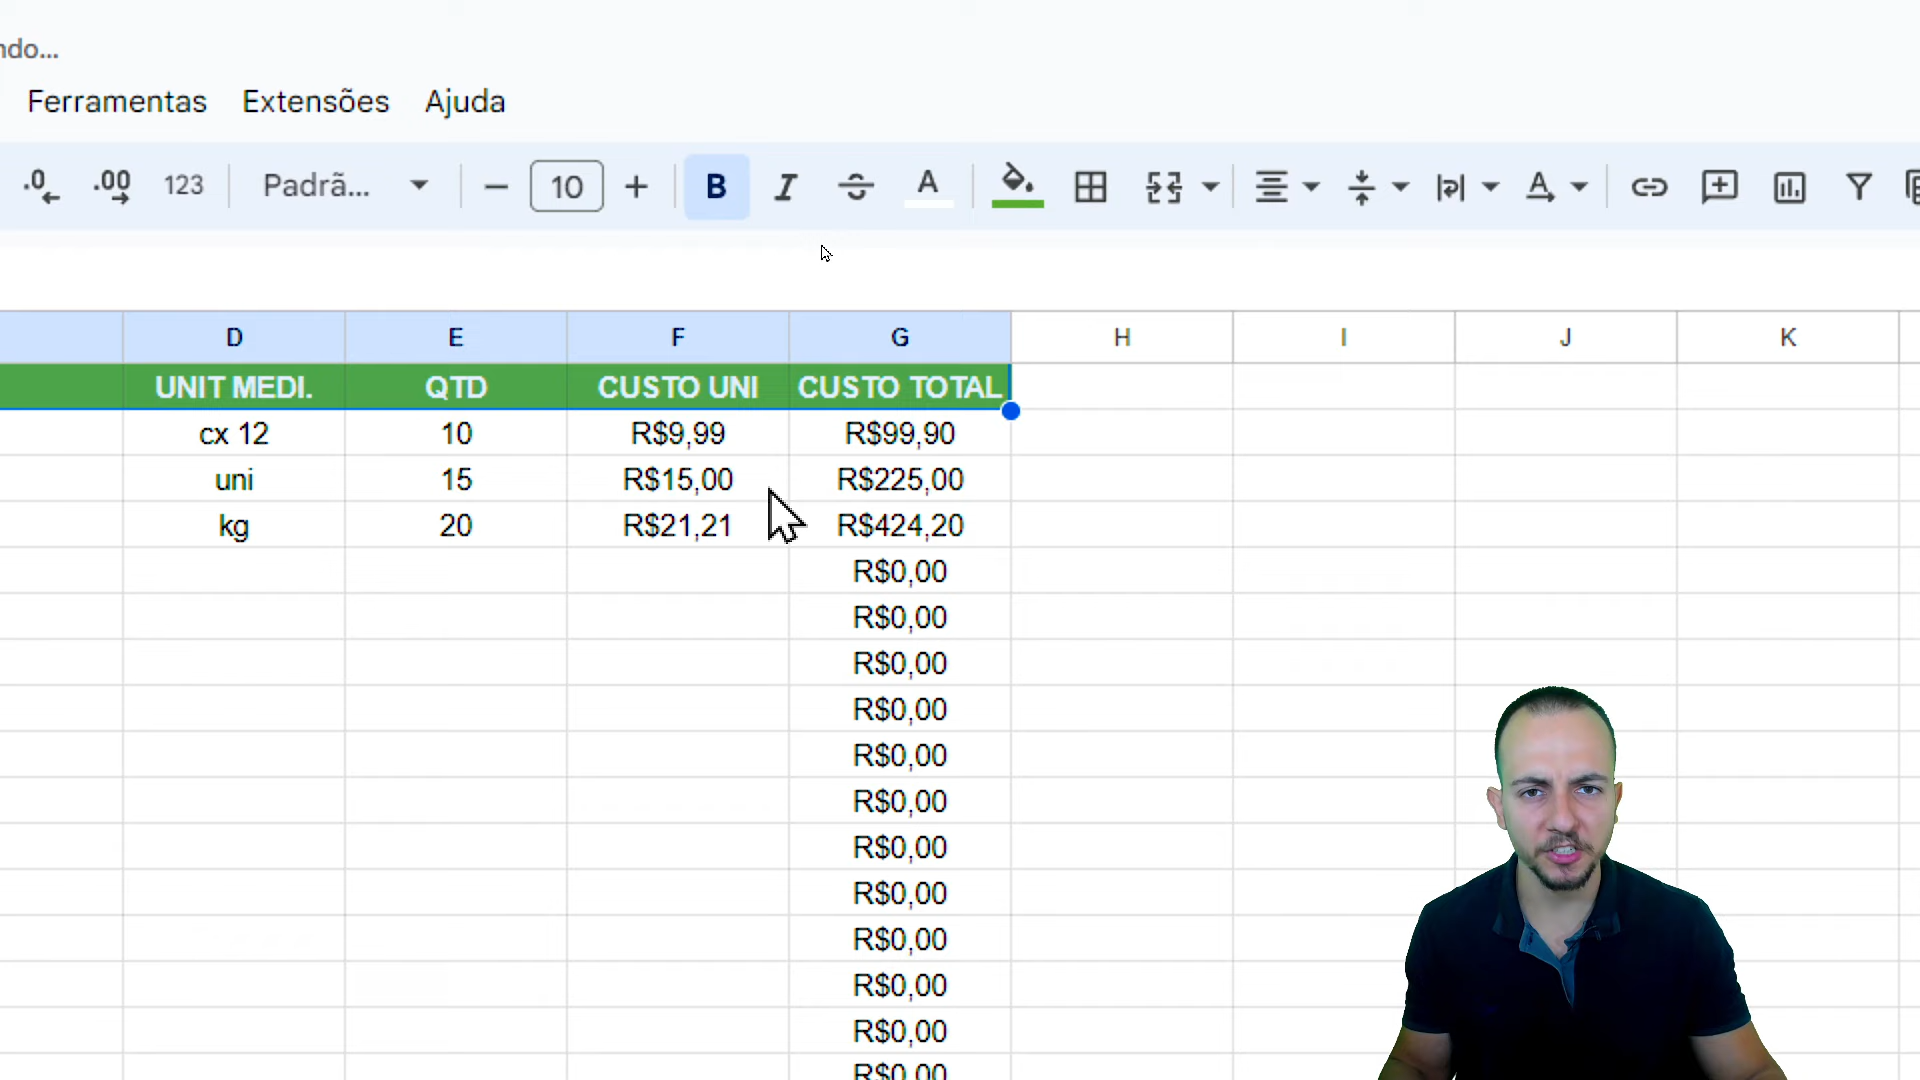 ndo...
Ferramentas Extensões Ajuda
.0 .00 123 Padrã... 10 B I S A A
D E F G H I J K
UNIT MEDI. QTD CUSTO UNI CUSTO TOTAL
cx 12 10 R$9,99 R$99,90
uni 15 R$15,00 R$225,00
kg 20 R$21,21 R$424,20
R$0,00
R$0,00
R$0,00
R$0,00
R$0,00
R$0,00
R$0,00
R$0,00
R$0,00
R$0,00
R$0,00
R$0,00